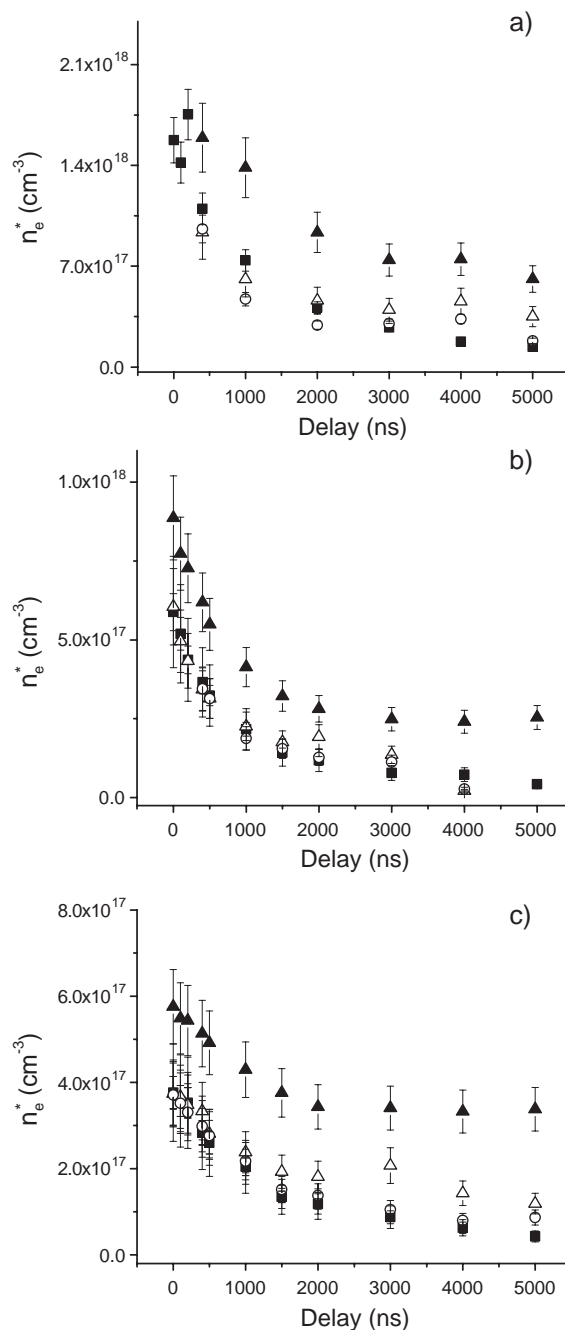 a)
2.1x10^18
1.4x10^18
7.0x10^17
0.0
n_e^* (cm^-3)
0 1000 2000 3000 4000 5000
Delay (ns)
b)
1.0x10^18
5.0x10^17
0.0
n_e^* (cm^-3)
0 1000 2000 3000 4000 5000
Delay (ns)
c)
8.0x10^17
6.0x10^17
4.0x10^17
2.0x10^17
0.0
n_e^* (cm^-3)
0 1000 2000 3000 4000 5000
Delay (ns)